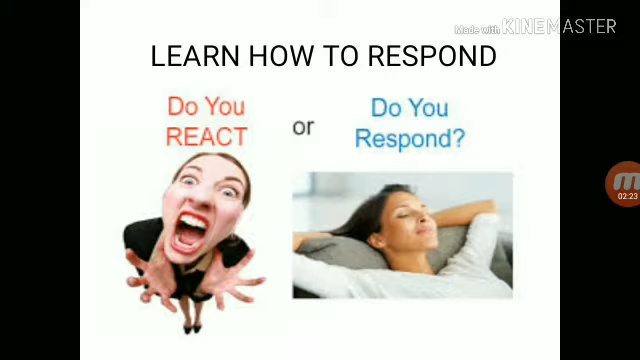 Made with KINEMASTER
LEARN HOW TO RESPOND
Do You
REACT
or
Do You
Respond?
02:23